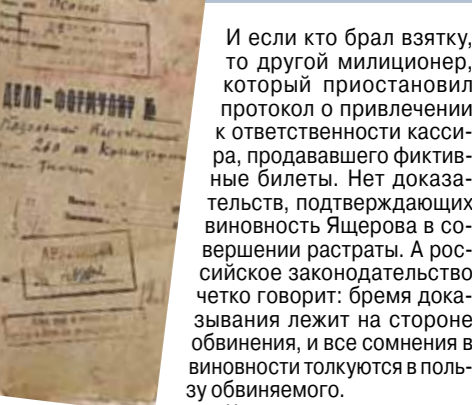 ДЕЛО-ФОРМУЛЯР №
И если кто брал взятку,
то другой милиционер,
который приостановил
протокол о привлечении
к ответственности касси-
ра, продававшего фиктив-
ные билеты. Нет доказа-
тельств, подтверждающих
виновность Ящерова в со-
вершении растраты. А рос-
сийское законодательство
четко говорит: бремя дока-
зывания лежит на стороне
обвинения, и все сомнения в
виновности толкуются в поль-
зу обвиняемого.